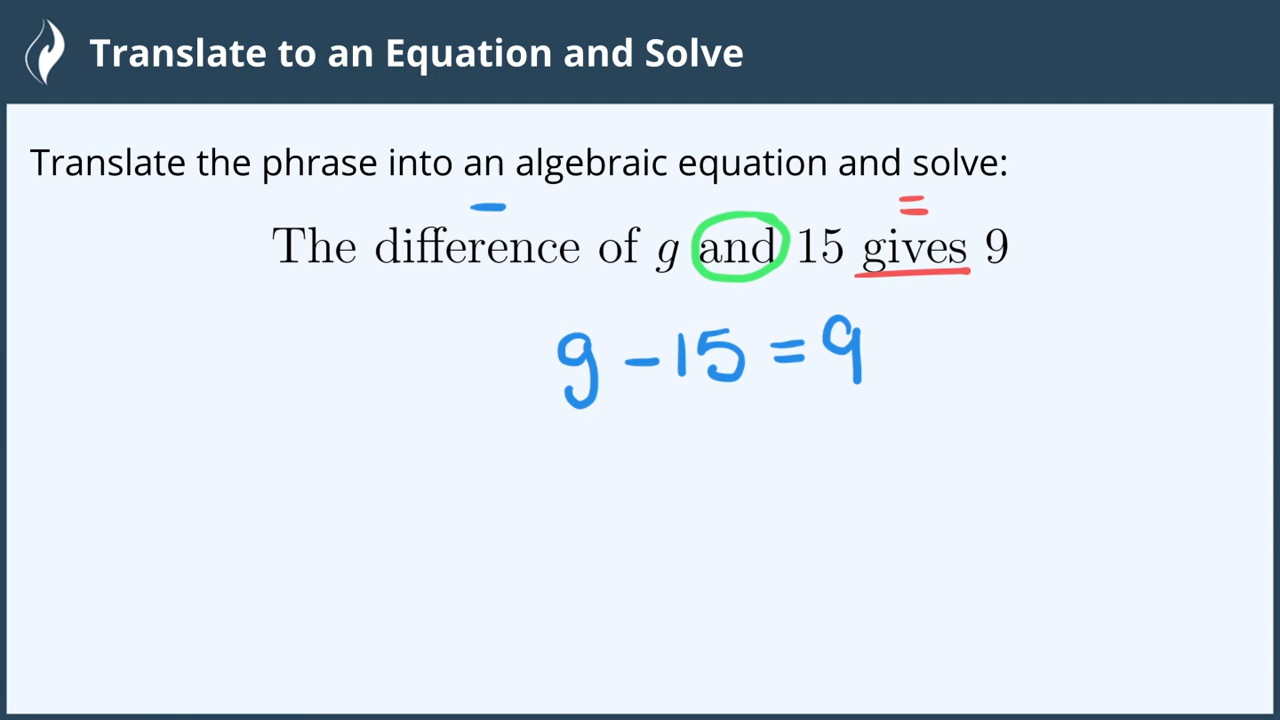 Translate to an Equation and Solve
Translate the phrase into an algebraic equation and solve:
− =
The difference of g and 15 gives 9
g − 15 = 9